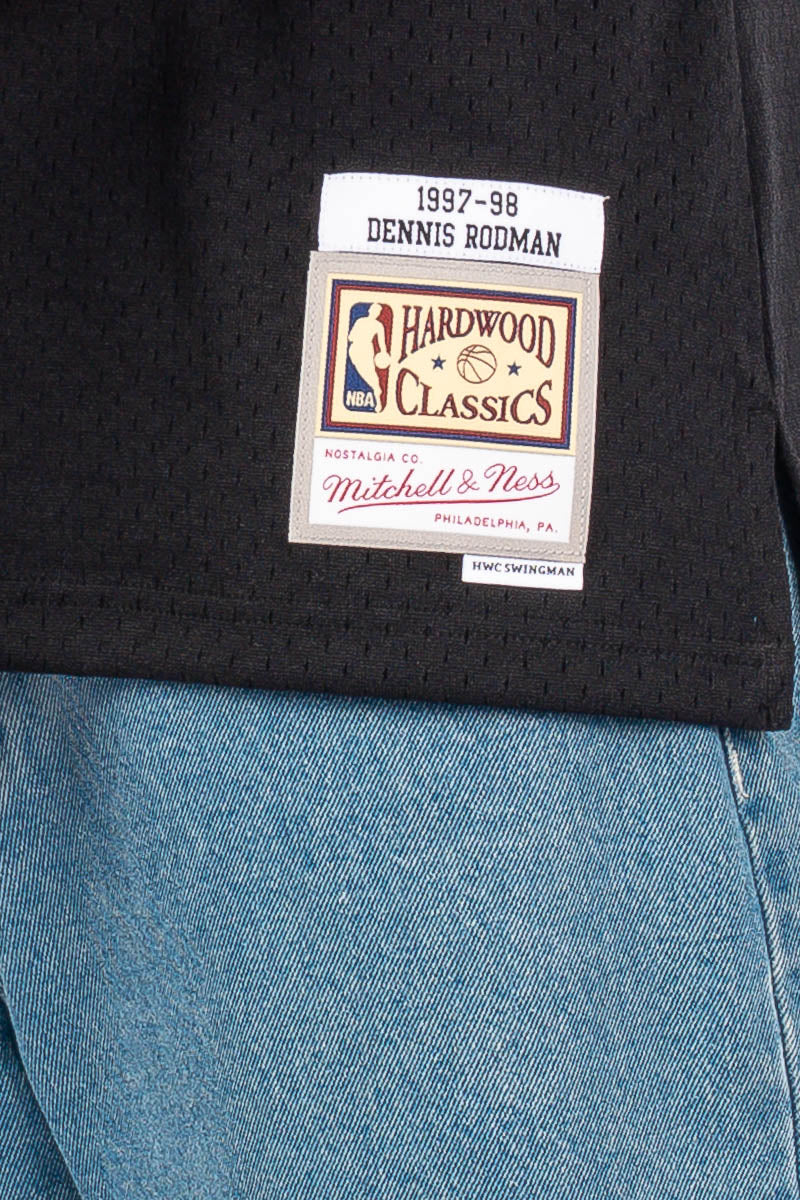 1997-98
DENNIS RODMAN
HARDWOOD
NBA
CLASSICS
NOSTALGIA CO.
Mitchell & Ness
PHILADELPHIA, PA.
HWC SWINGMAN